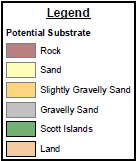 Legend
Potential Substrate
Rock
Sand
Slightly Gravelly Sand
Gravelly Sand
Scott Islands
Land